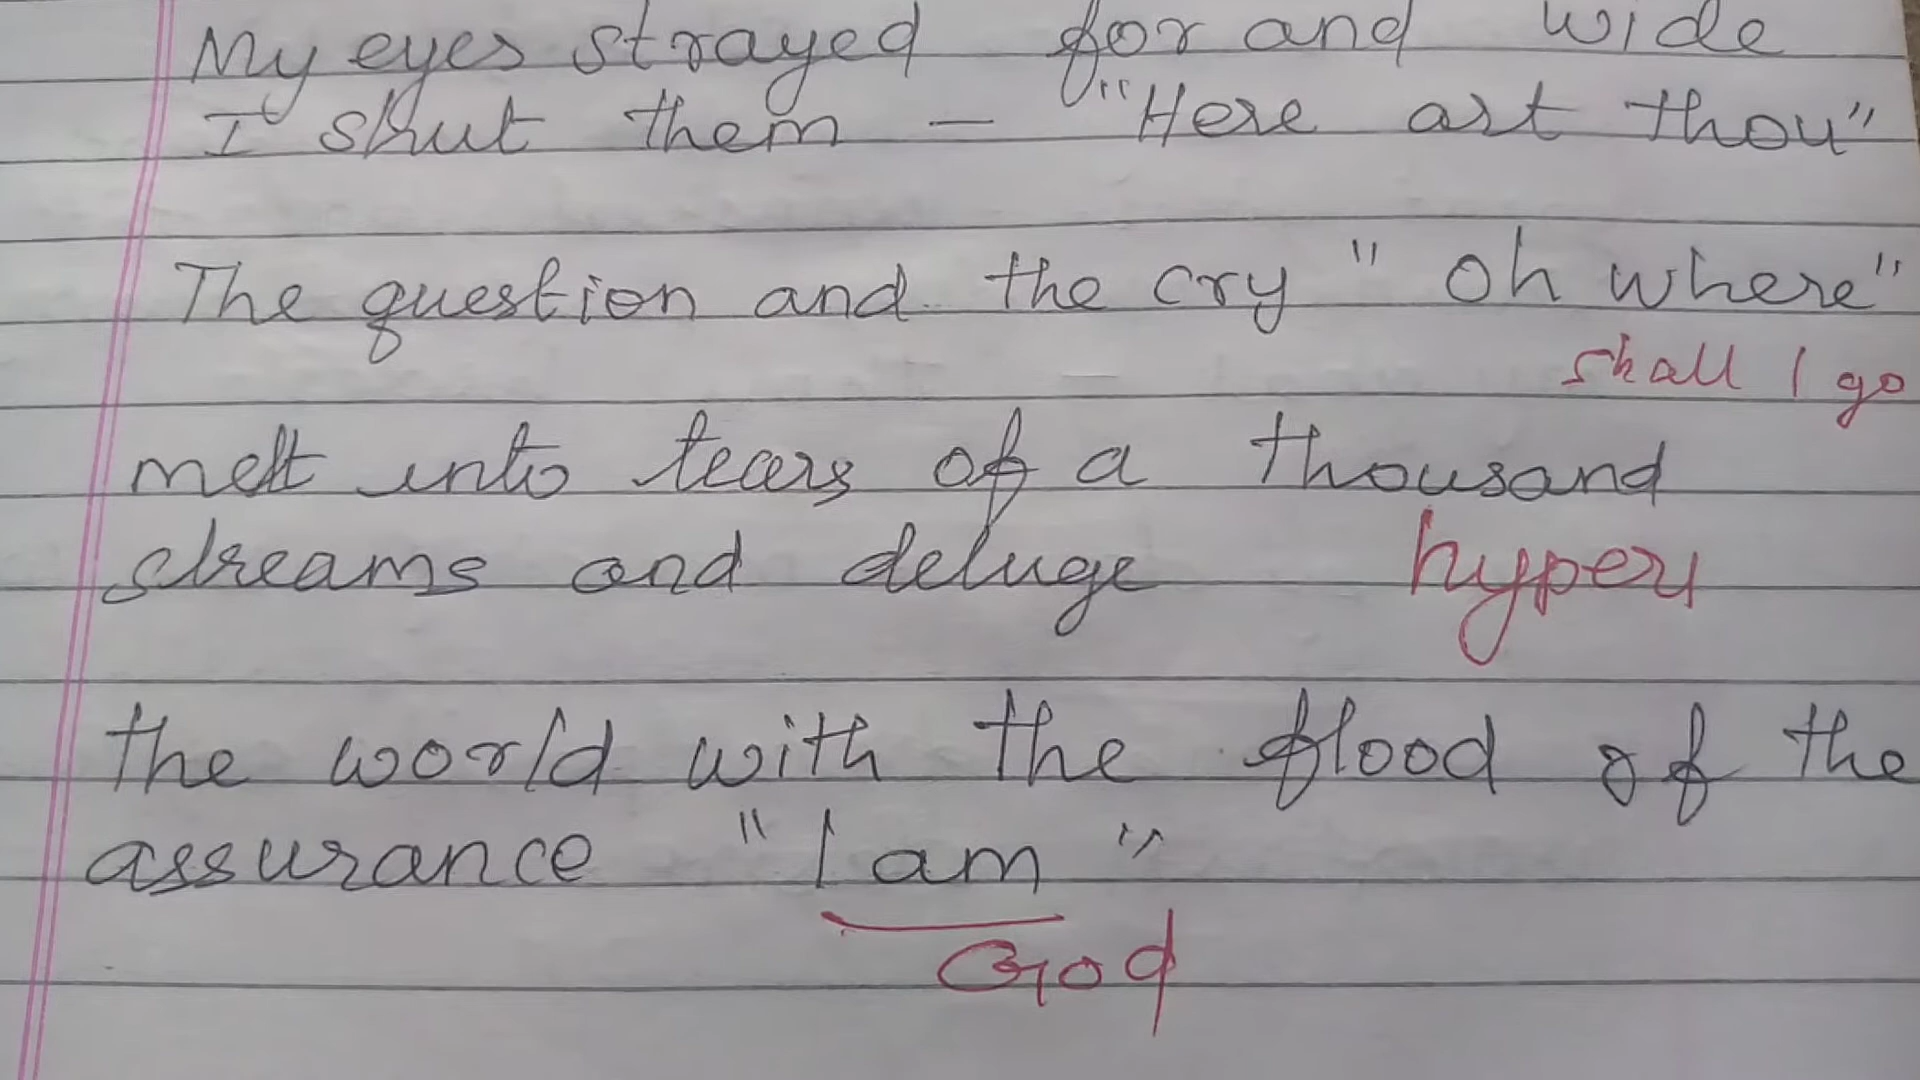 My eyes strayed for and wide
I shut them — "Here art thou"
The question and the cry "Oh where"
shall I go
melt into tears of a thousand
streams and deluge hyper
the world with the flood of the
assurance "I am"
God